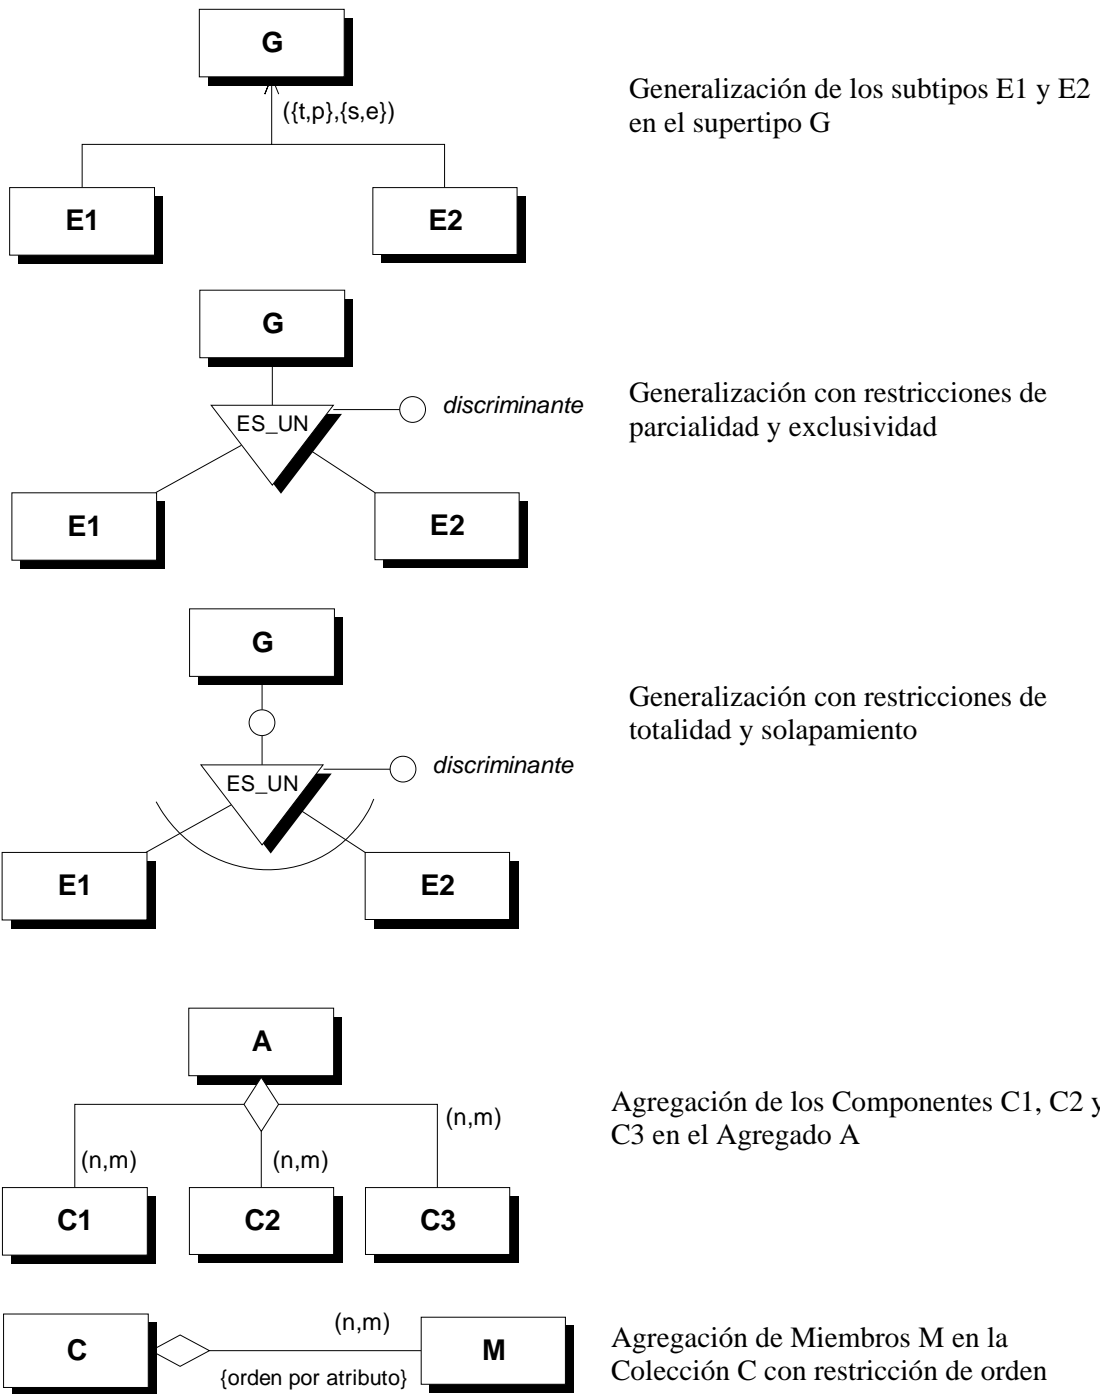 G
({t,p},{s,e})
E1
E2
Generalización de los subtipos E1 y E2
en el supertipo G
G
ES_UN
discriminante
E1
E2
Generalización con restricciones de
parcialidad y exclusividad
G
ES_UN
discriminante
E1
E2
Generalización con restricciones de
totalidad y solapamiento
A
(n,m)
(n,m)
(n,m)
C1
C2
C3
Agregación de los Componentes C1, C2 y
C3 en el Agregado A
C
(n,m)
{orden por atributo}
M
Agregación de Miembros M en la
Colección C con restricción de orden